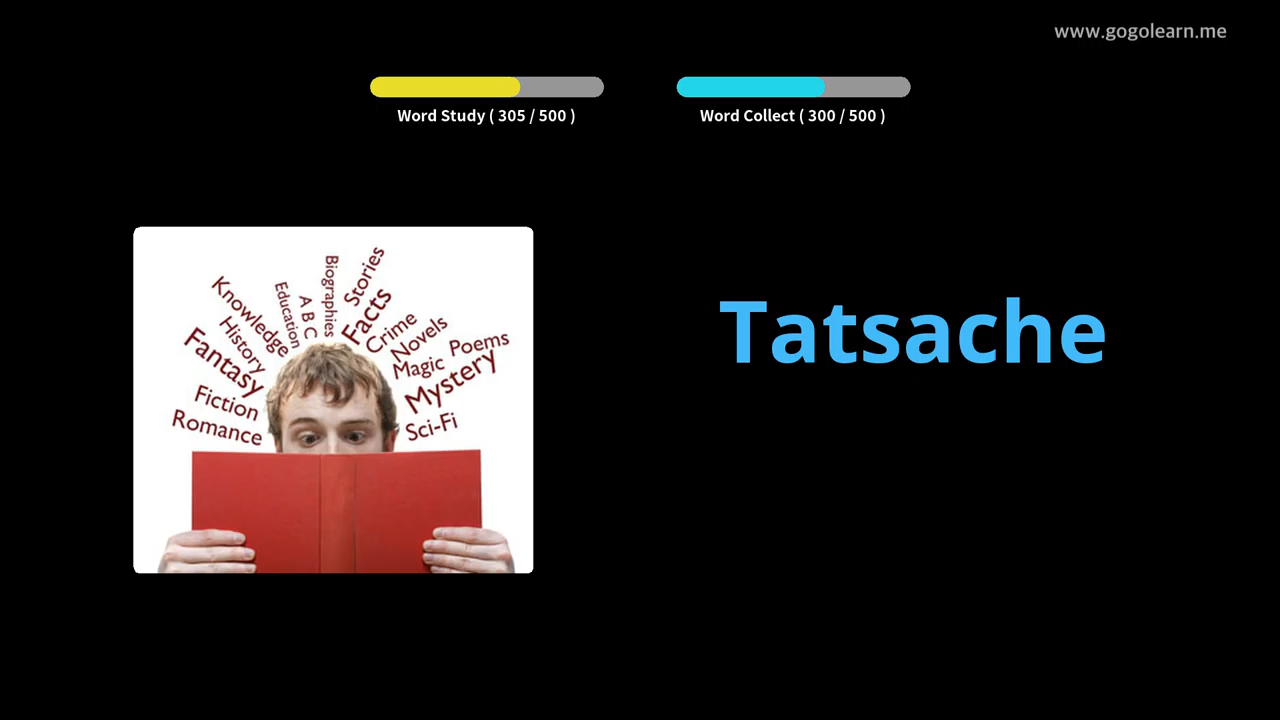 www.gogolearn.me
Word Study ( 305 / 500 )
Word Collect ( 300 / 500 )
Tatsache
Romance
Fiction
Fantasy
History
Knowledge
Education
A B C
Biographies
Stories
Facts
Crime
Novels
Magic
Poems
Mystery
Sci-Fi